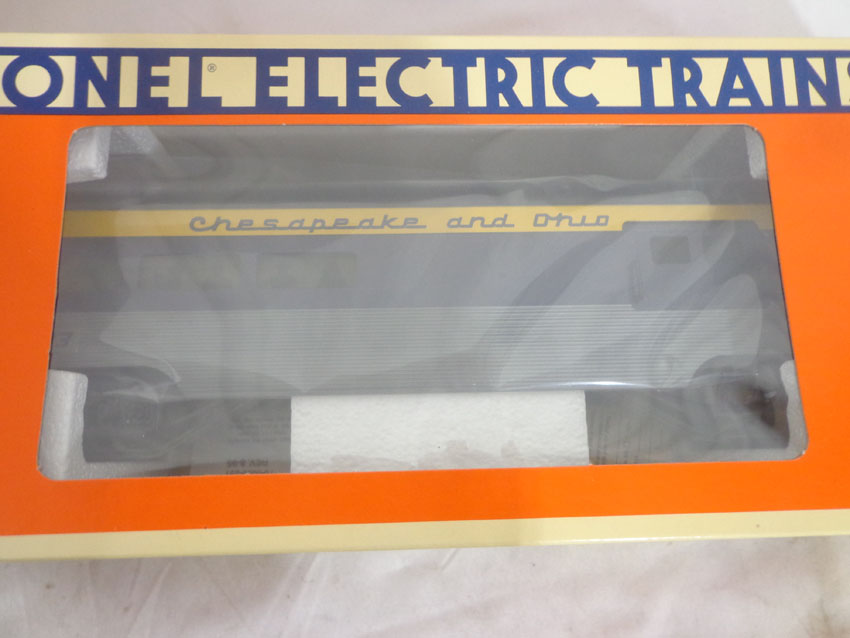 ONEL® ELECTRIC TRAINS
Chesapeake and Ohio